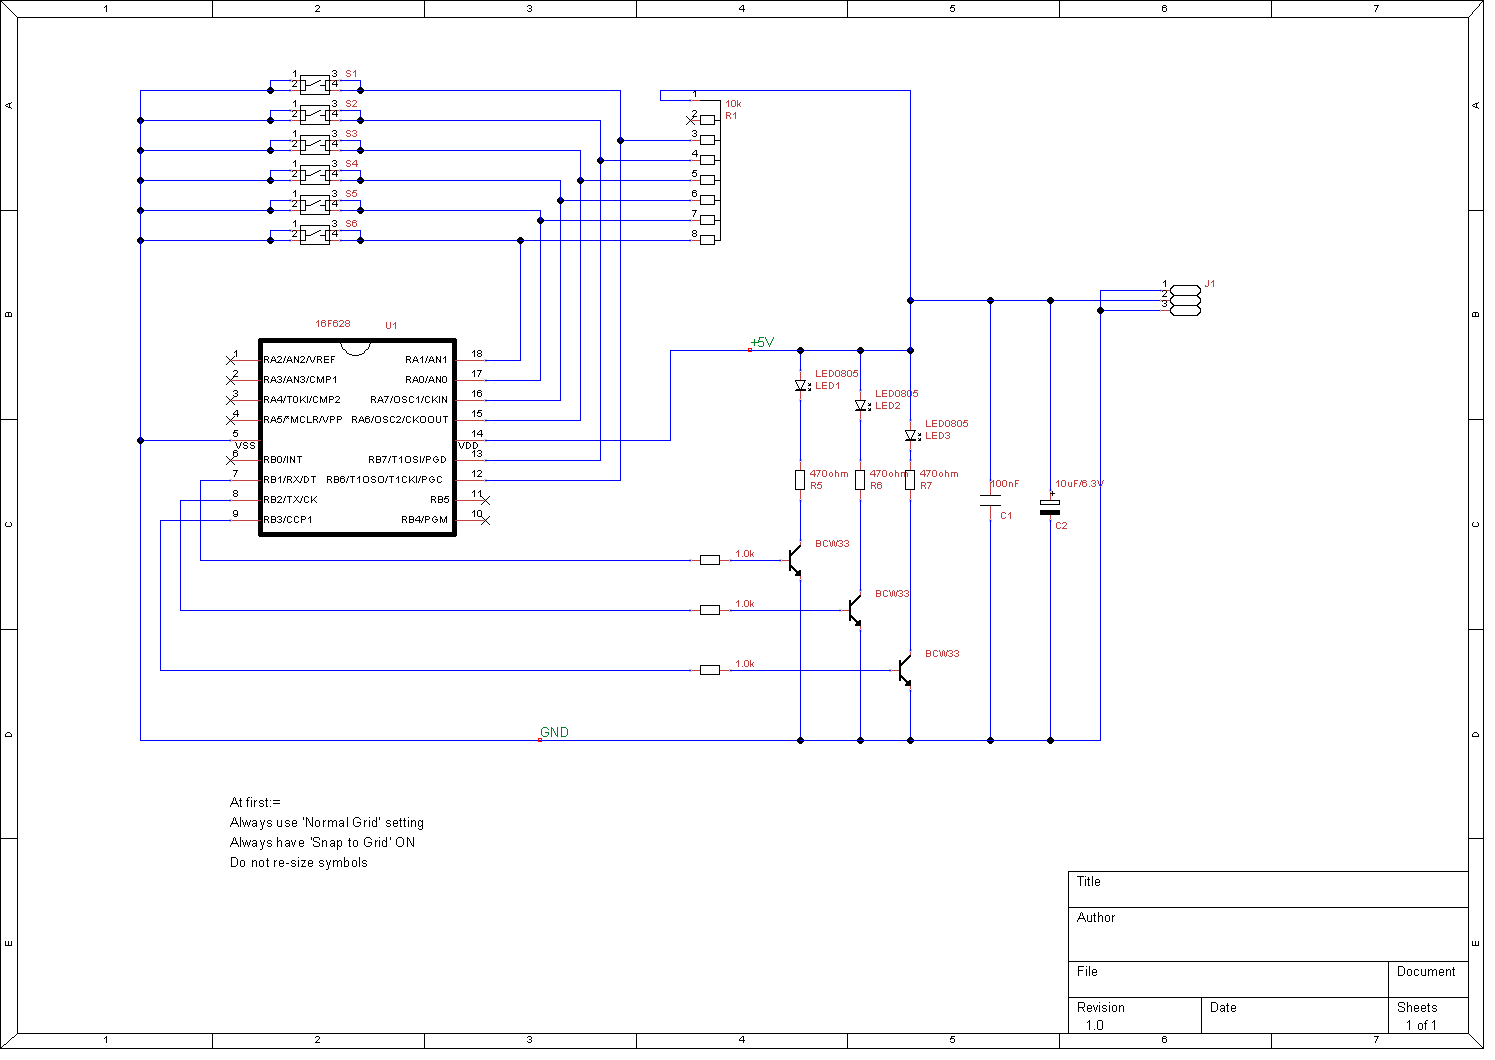 1 2 3 4 5 6 7
A A
1 3 S1
2 4
1 3 S2
2 4
1 3 S3
2 4
1 3 S4
2 4
1 3 S5
2 4
1 3 S6
2 4
1
10k
2 R1
3
4
5
6
7
8
B B
1 J1
2
3
16F628 U1
+5V
1 RA2/AN2/VREF RA1/AN1 18
2 RA3/AN3/CMP1 RA0/AN0 17
3 RA4/T0KI/CMP2 RA7/OSC1/CKIN 16
4 RA5/*MCLR/VPP RA6/OSC2/CKOOUT 15
5 14
VSS VDD
6 RB0/INT RB7/T1OSI/PGD 13
7 RB1/RX/DT RB6/T1OSO/T1CKI/PGC 12
8 RB2/TX/CK RB5 11
9 RB3/CCP1 RB4/PGM 10
LED0805
LED1
LED0805
LED2
LED0805
LED3
470ohm 470ohm 470ohm
R5 R6 R7
100nF 10uF/6.3V
+
C1
C2
C C
BCW33
1.0k
BCW33
1.0k
BCW33
1.0k
D D
GND
At first:=
Always use 'Normal Grid' setting
Always have 'Snap to Grid' ON
Do not re-size symbols
E E
Title
Author
File Document
Revision Date Sheets
1.0 1 of 1
1 2 3 4 5 6 7